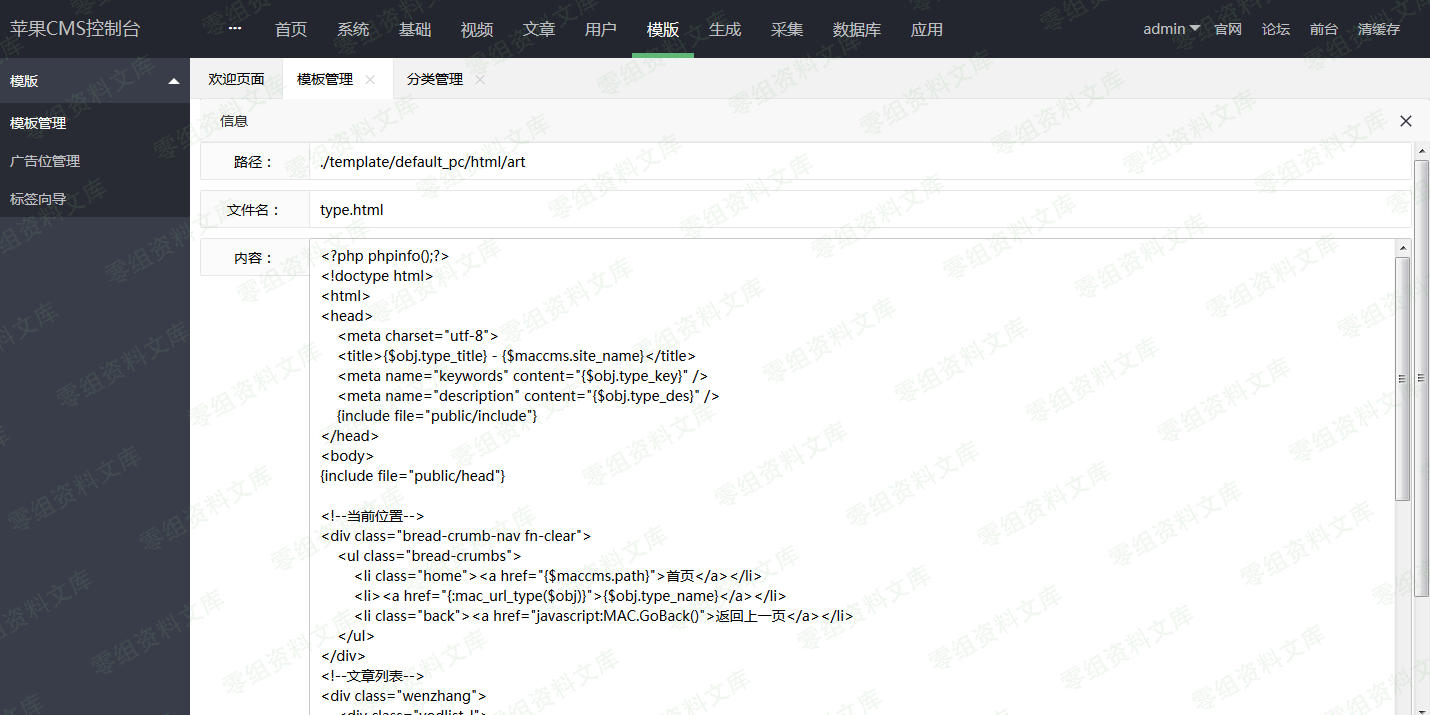 苹果CMS控制台
··· 首页 系统 基础 视频 文章 用户 模版 生成 采集 数据库 应用
admin 官网 论坛 前台 清缓存
模版
模板管理
广告位管理
标签向导
欢迎页面 模板管理 × 分类管理 ×
信息
路径： ./template/default_pc/html/art
文件名： type.html
内容：
<?php phpinfo();?>
<!doctype html>
<html>
<head>
<meta charset="utf-8">
<title>{$obj.type_title} - {$maccms.site_name}</title>
<meta name="keywords" content="{$obj.type_key}" />
<meta name="description" content="{$obj.type_des}" />
{include file="public/include"}
</head>
<body>
{include file="public/head"}
<!--当前位置-->
<div class="bread-crumb-nav fn-clear">
<ul class="bread-crumbs">
<li class="home"><a href="{$maccms.path}">首页</a></li>
<li><a href="{:mac_url_type($obj)}">{$obj.type_name}</a></li>
<li class="back"><a href="javascript:MAC.GoBack()">返回上一页</a></li>
</ul>
</div>
<!--文章列表-->
<div class="wenzhang">
零组资料文库